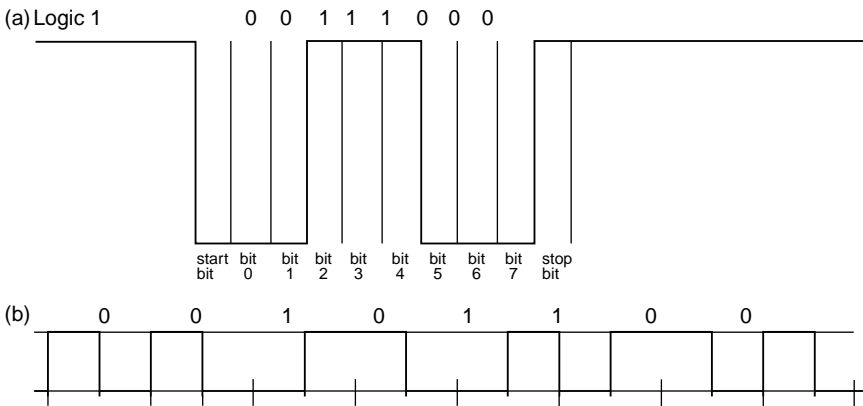 (a) Logic 1 0 0 1 1 1 0 0 0
start bit bit bit bit bit bit bit bit stop
bit 0 1 2 3 4 5 6 7 bit
(b) 0 0 1 0 1 1 0 0